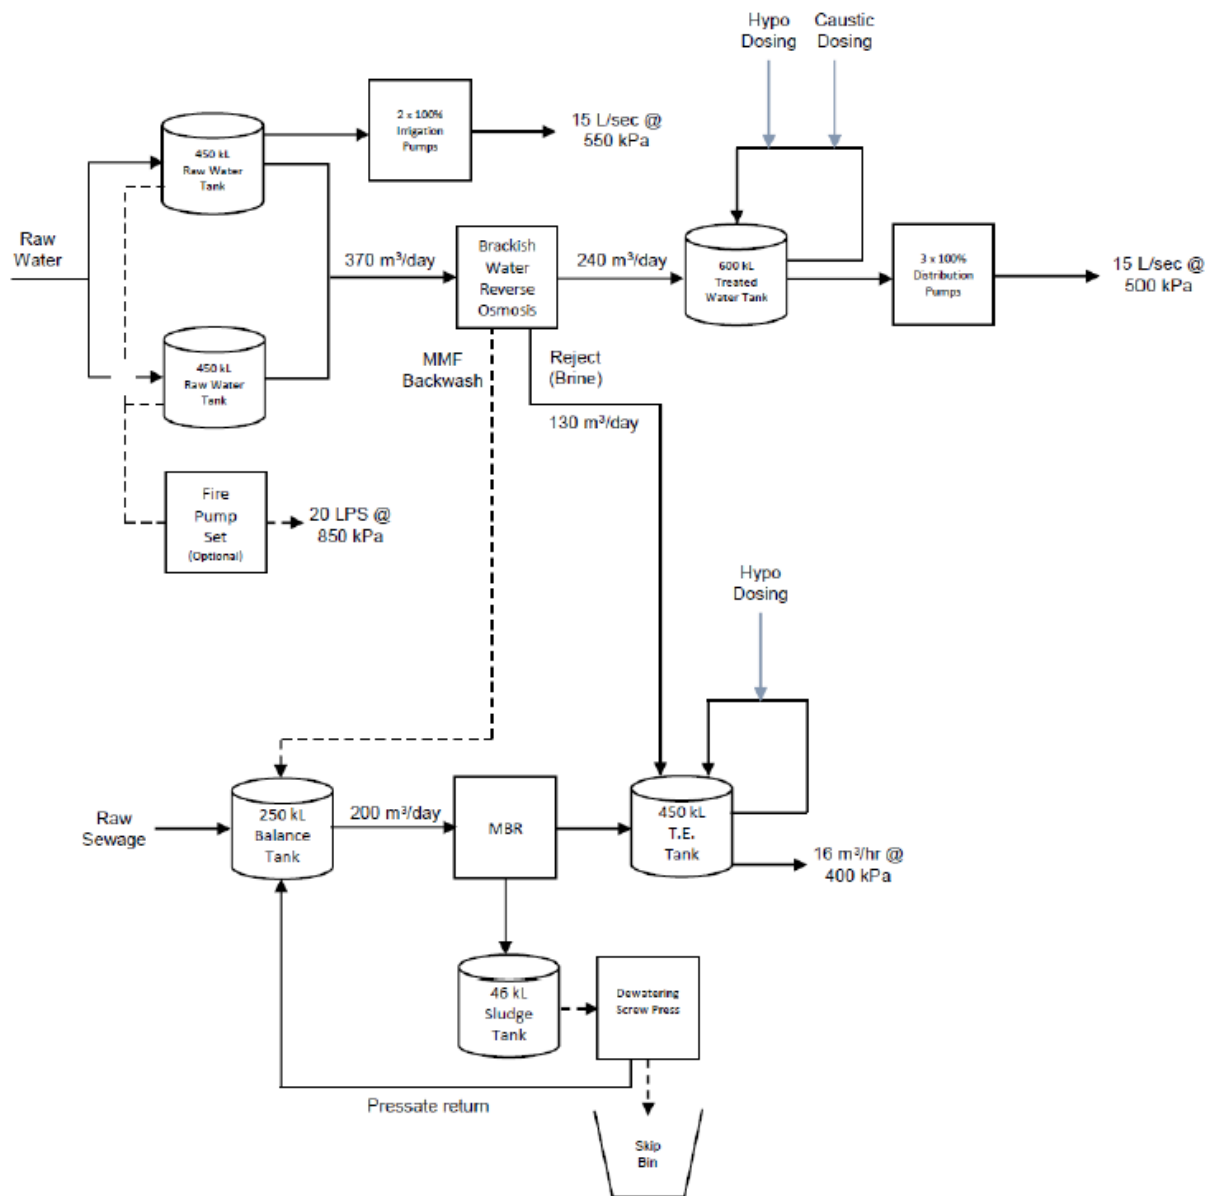 Hypo
Dosing
Caustic
Dosing
2 x 100%
Irrigation
Pumps
15 L/sec @
550 kPa
450 kL
Raw Water
Tank
Raw
Water
370 m³/day
Brackish
Water
Reverse
Osmosis
240 m³/day
600 kL
Treated
Water Tank
3 x 100%
Distribution
Pumps
15 L/sec @
500 kPa
450 kL
Raw Water
Tank
MMF
Backwash
Reject
(Brine)
130 m³/day
Fire
Pump
Set
(Optional)
20 LPS @
850 kPa
Hypo
Dosing
Raw
Sewage
250 kL
Balance
Tank
200 m³/day
MBR
450 kL
T.E.
Tank
16 m³/hr @
400 kPa
46 kL
Sludge
Tank
Dewatering
Screw Press
Pressate return
Skip
Bin